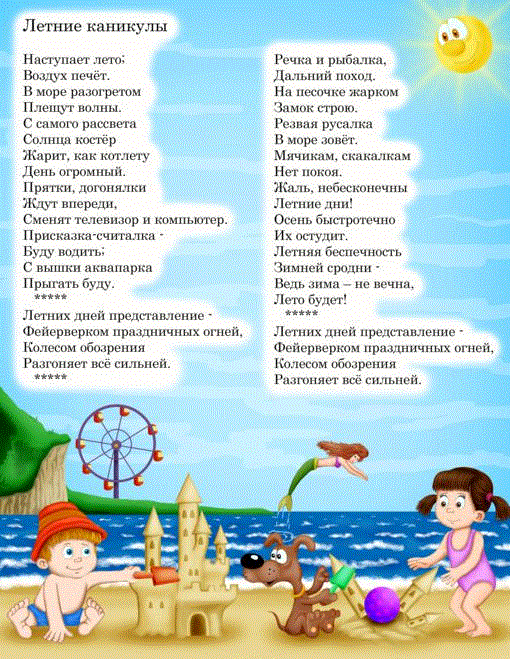 Летние каникулы
Наступает лето;
Воздух печёт.
В море разогретом
Плещут волны.
С самого рассвета
Солнца костёр
Жарит, как котлету
День огромный.
Прятки, догонялки
Ждут впереди,
Сменят телевизор и компьютер.
Присказка-считалка -
Буду водить;
С вышки аквапарка
Прыгать буду.
*****
Летних дней представление -
Фейерверком праздничных огней,
Колесом обозрения
Разгоняет всё сильней.
*****
Речка и рыбалка,
Дальний поход.
На песочке жарком
Замок строю.
Резвая русалка
В море зовёт.
Мячикам, скакалкам
Нет покоя.
Жаль, небесконечны
Летние дни!
Осень быстротечно
Их остудит.
Летняя беспечность
Зимней сродни -
Ведь зима – не вечна,
Лето будет!
*****
Летних дней представление -
Фейерверком праздничных огней,
Колесом обозрения
Разгоняет всё сильней.